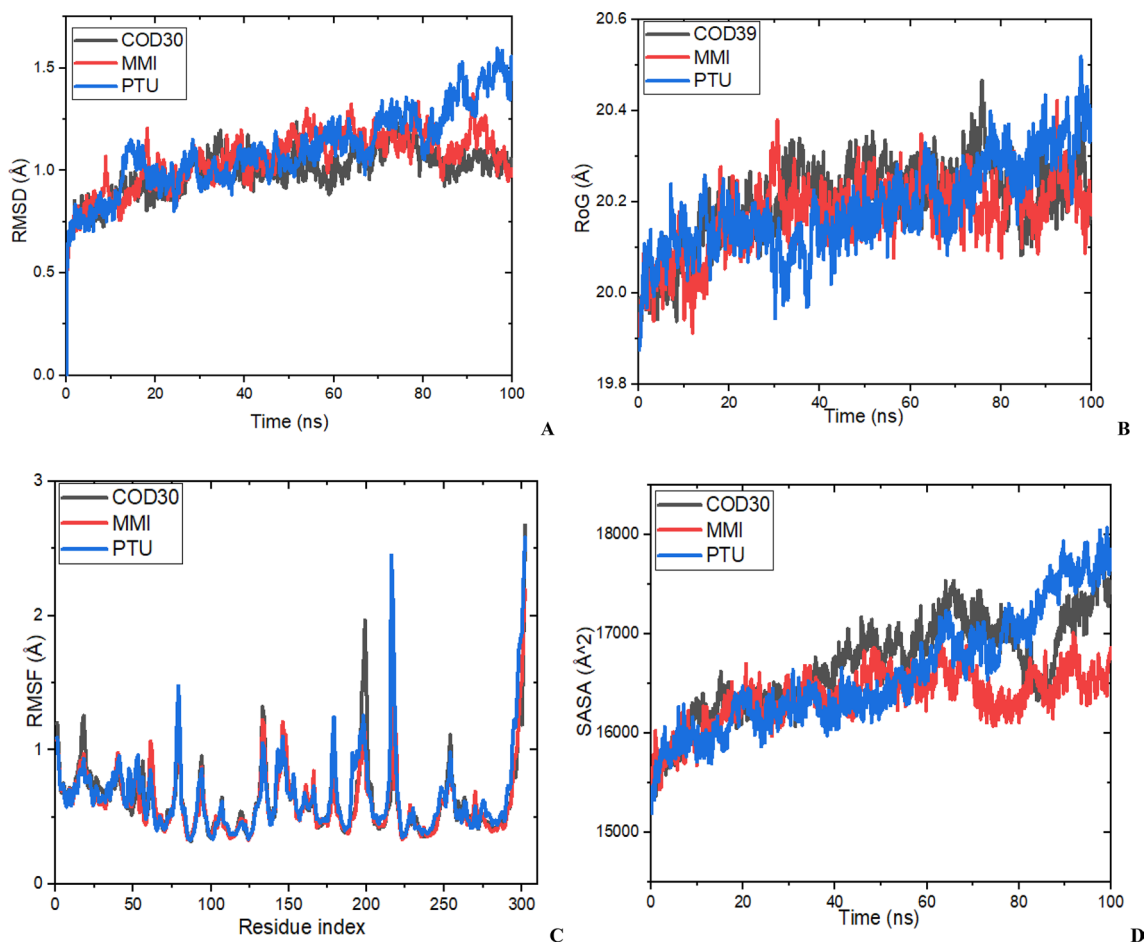 COD30
MMI
PTU
RMSD (Å)
1.5
1.0
0.5
0.0
0 20 40 60 80 100
Time (ns)
A
COD39
MMI
PTU
RoG (Å)
20.6
20.4
20.2
20.0
19.8
0 20 40 60 80 100
Time (ns)
B
COD30
MMI
PTU
RMSF (Å)
3
2
1
0
0 50 100 150 200 250 300
Residue index
C
COD30
MMI
PTU
SASA (Å^2)
18000
17000
16000
15000
0 20 40 60 80 100
Time (ns)
D